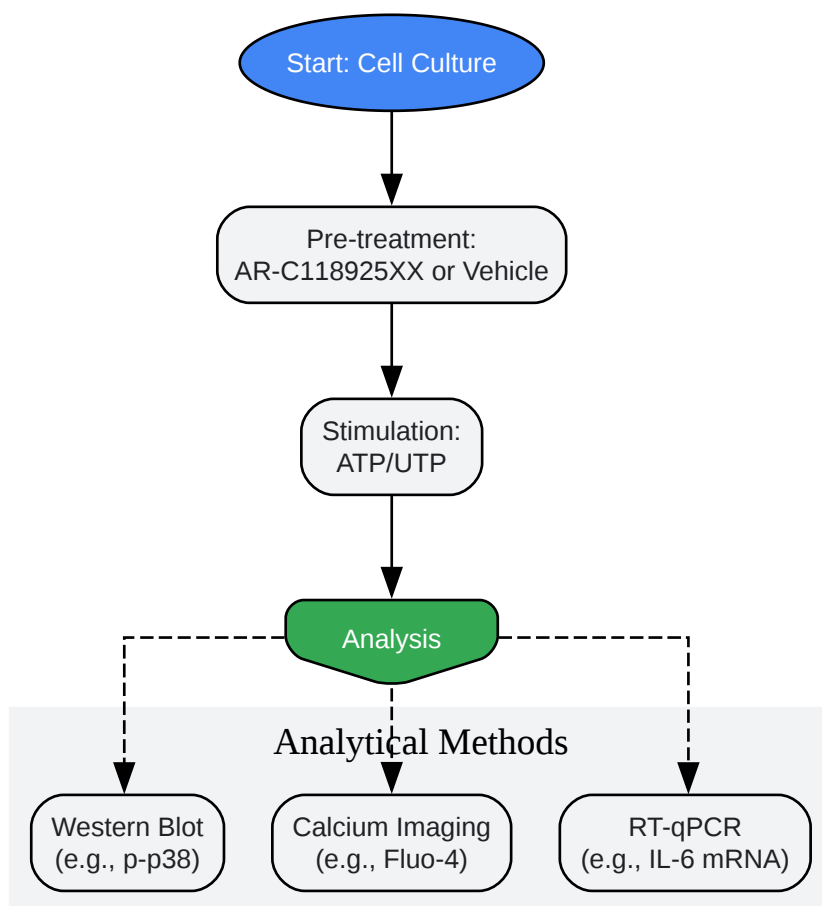 Start: Cell Culture
Pre-treatment:
AR-C118925XX or Vehicle
Stimulation:
ATP/UTP
Analysis
Analytical Methods
Western Blot
(e.g., p-p38)
Calcium Imaging
(e.g., Fluo-4)
RT-qPCR
(e.g., IL-6 mRNA)